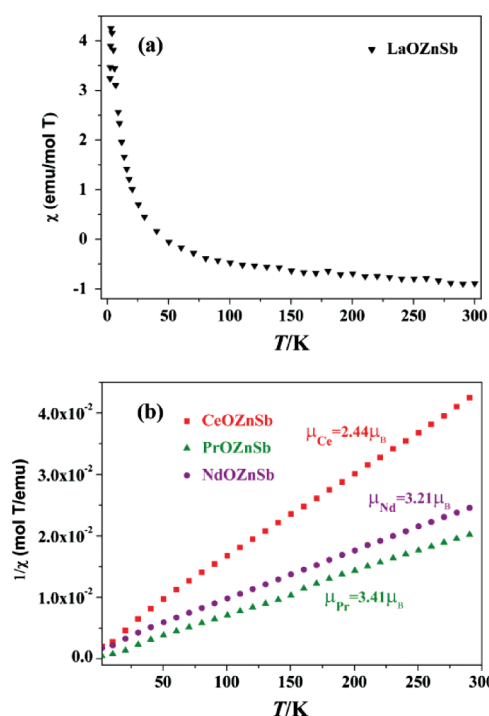 4
3
2
1
0
-1
χ (emu/mol T)
(a)
▼ LaOZnSb
0 50 100 150 200 250 300
T/K
4.0x10⁻²
3.0x10⁻²
2.0x10⁻²
1.0x10⁻²
0.0
1/χ (mol T/emu)
(b)
■ CeOZnSb
▲ PrOZnSb
● NdOZnSb
μCe=2.44μB
μNd=3.21μB
μPr=3.41μB
0 50 100 150 200 250 300
T/K